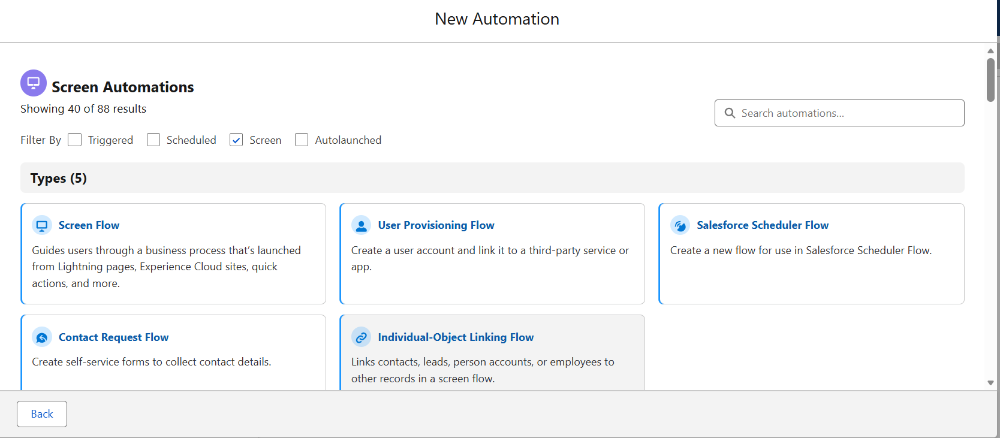 New Automation
Screen Automations
Showing 40 of 88 results
Search automations...
Filter By Triggered Scheduled Screen Autolaunched
Types (5)
Screen Flow
Guides users through a business process that’s launched
from Lightning pages, Experience Cloud sites, quick
actions, and more.
User Provisioning Flow
Create a user account and link it to a third-party service or
app.
Salesforce Scheduler Flow
Create a new flow for use in Salesforce Scheduler Flow.
Contact Request Flow
Create self-service forms to collect contact details.
Individual-Object Linking Flow
Links contacts, leads, person accounts, or employees to
other records in a screen flow.
Back